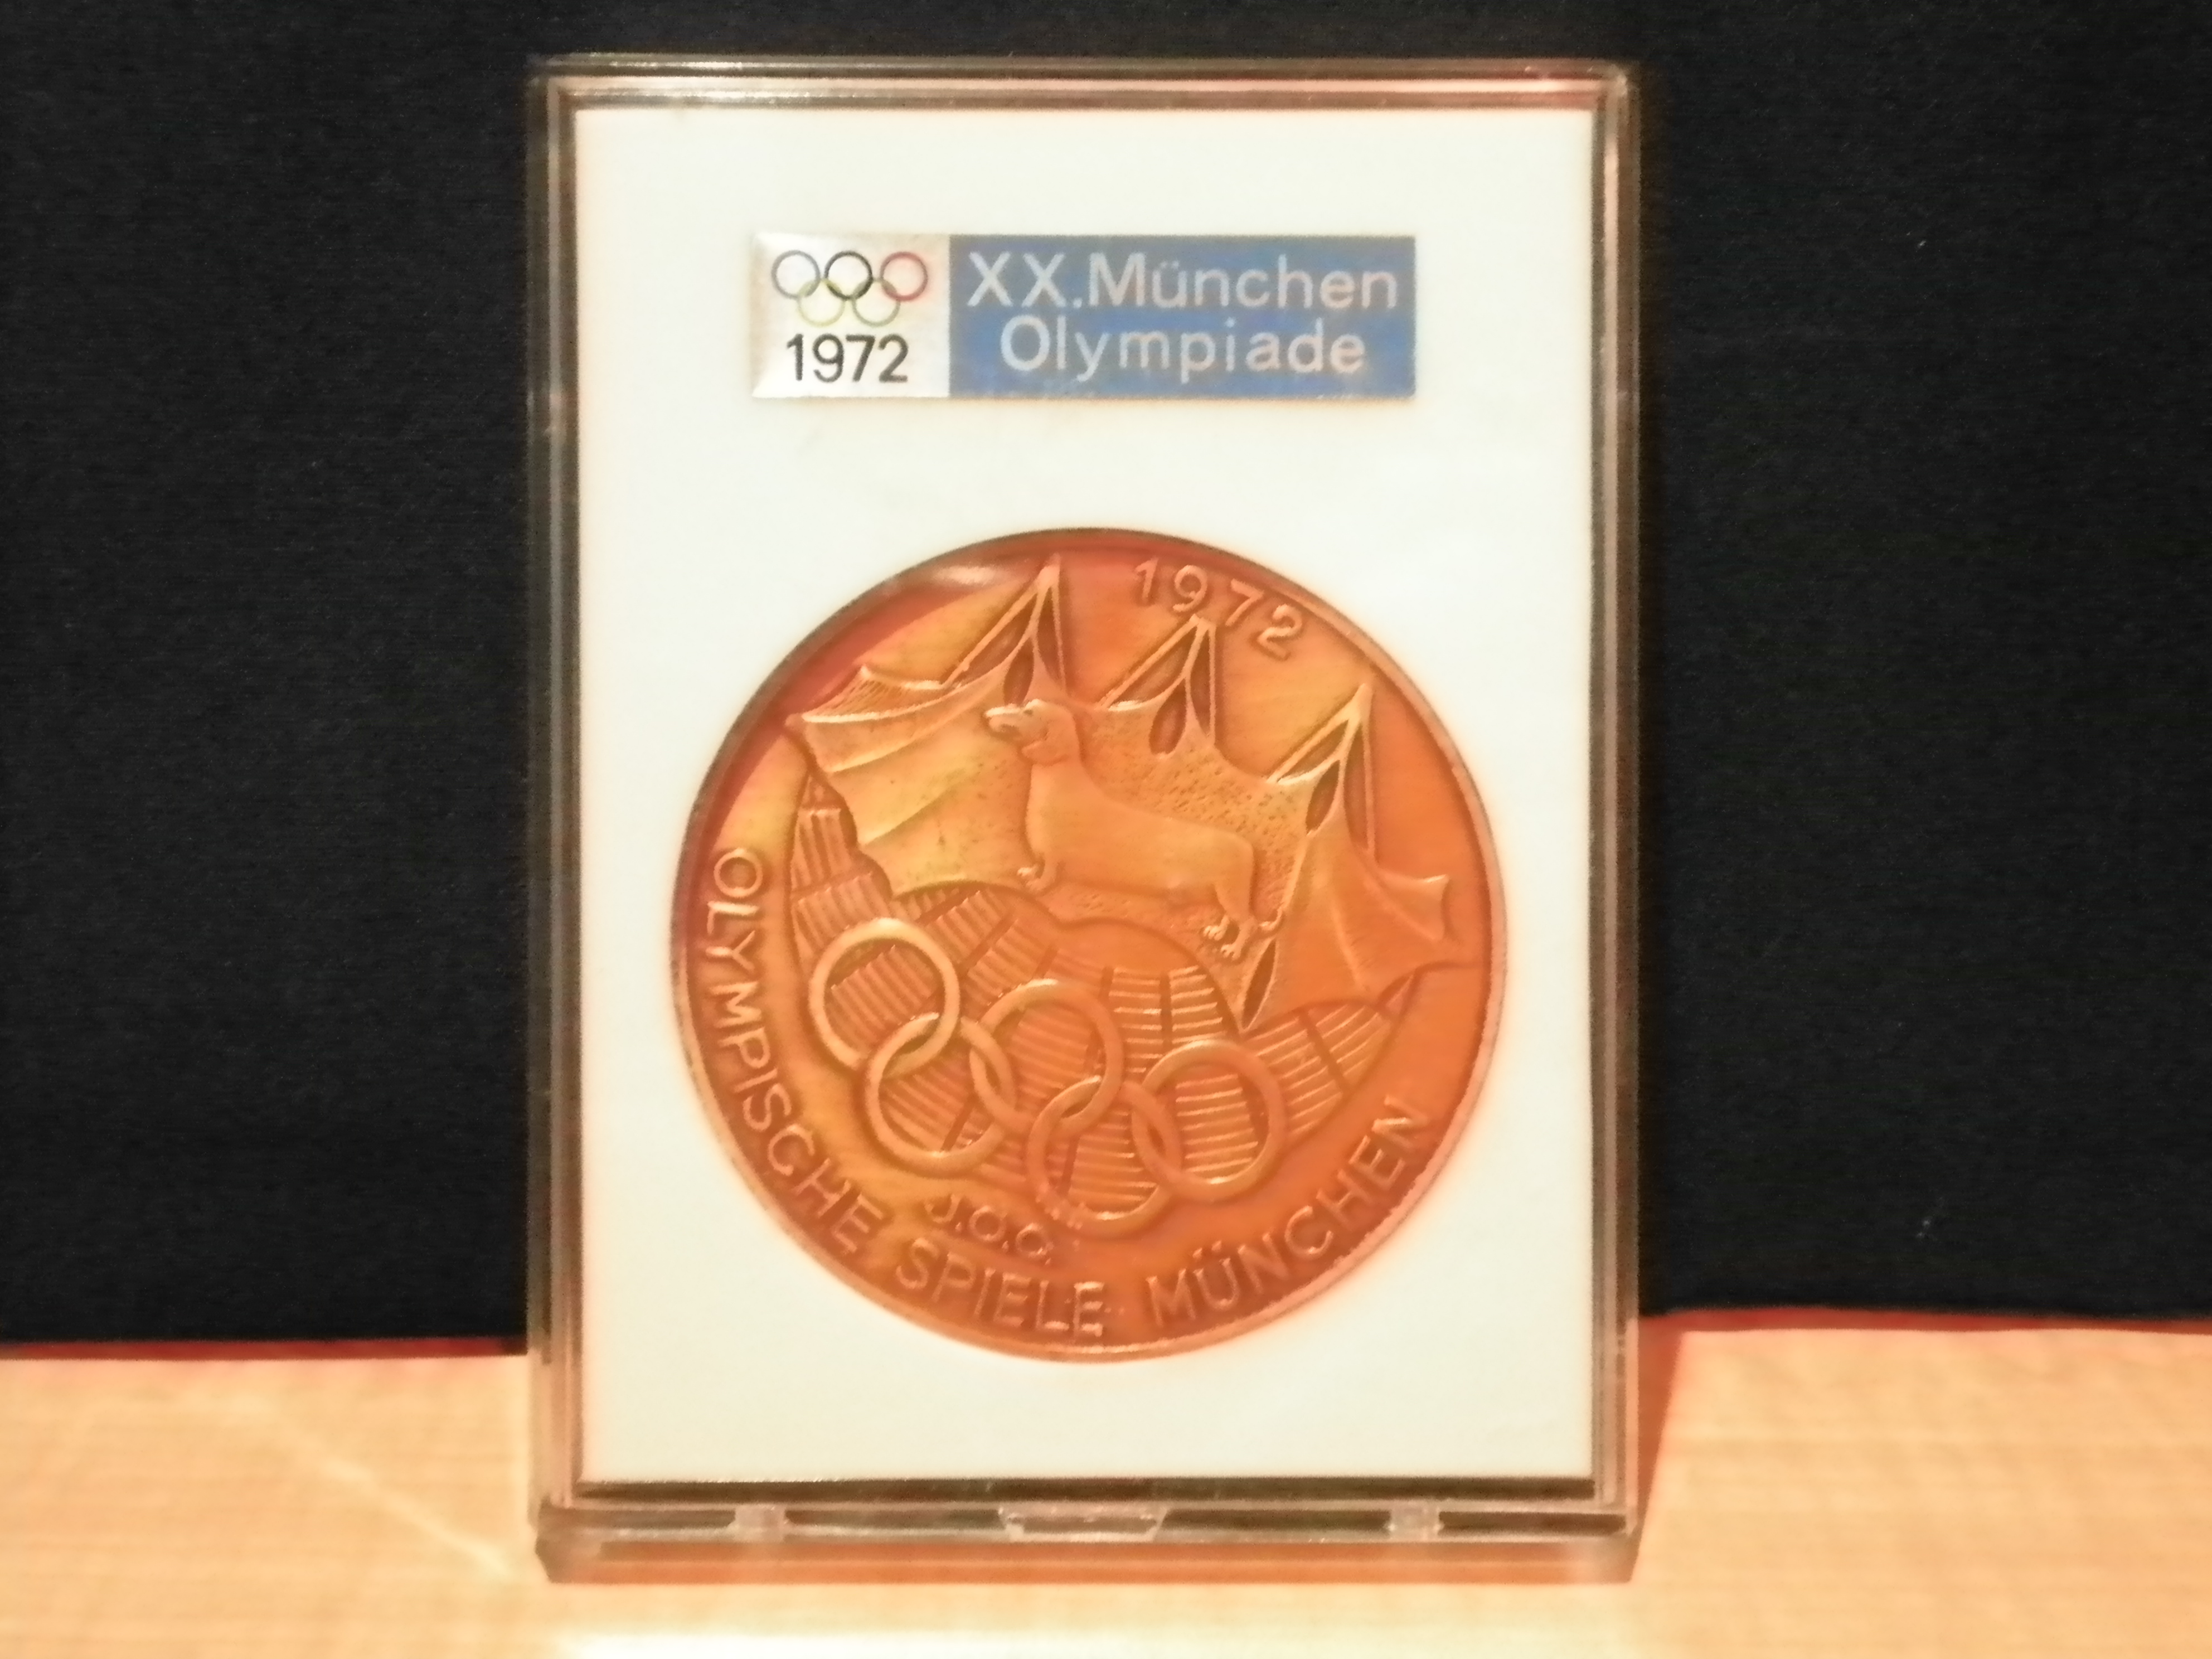 1972
XX.München
Olympiade
1972
J.O.O.
OLYMPISCHE SPIELE MÜNCHEN